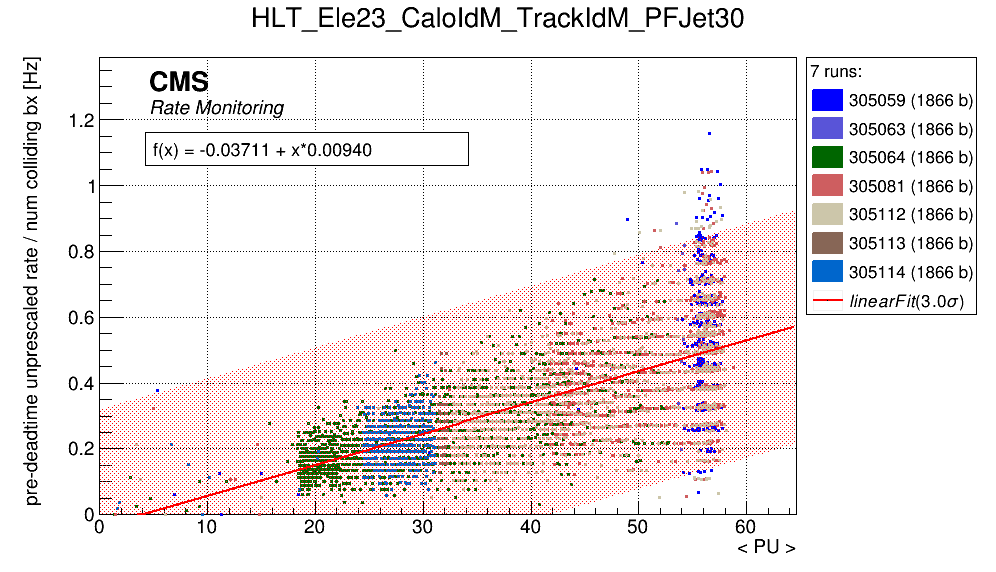 HLT_Ele23_CaloIdM_TrackIdM_PFJet30
CMS
Rate Monitoring
f(x) = -0.03711 + x*0.00940
pre-deadtime unprescaled rate / num colliding bx [Hz]
1.2
1
0.8
0.6
0.4
0.2
0
0 10 20 30 40 50 60
< PU >
7 runs:
305059 (1866 b)
305063 (1866 b)
305064 (1866 b)
305081 (1866 b)
305112 (1866 b)
305113 (1866 b)
305114 (1866 b)
linearFit(3.0σ)